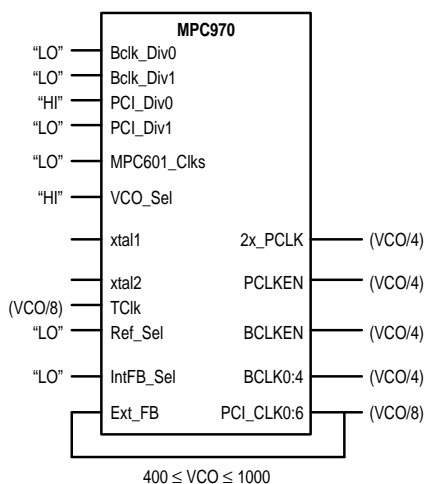 MPC970
“LO” Bclk_Div0
“LO” Bclk_Div1
“HI” PCI_Div0
“LO” PCI_Div1
“LO” MPC601_Clks
“HI” VCO_Sel
xtal1 2x_PCLK (VCO/4)
xtal2 PCLKEN (VCO/4)
(VCO/8) TClk
“LO” Ref_Sel BCLKEN (VCO/4)
“LO” IntFB_Sel BCLK0:4 (VCO/4)
Ext_FB PCI_CLK0:6 (VCO/8)
400 ≤ VCO ≤ 1000